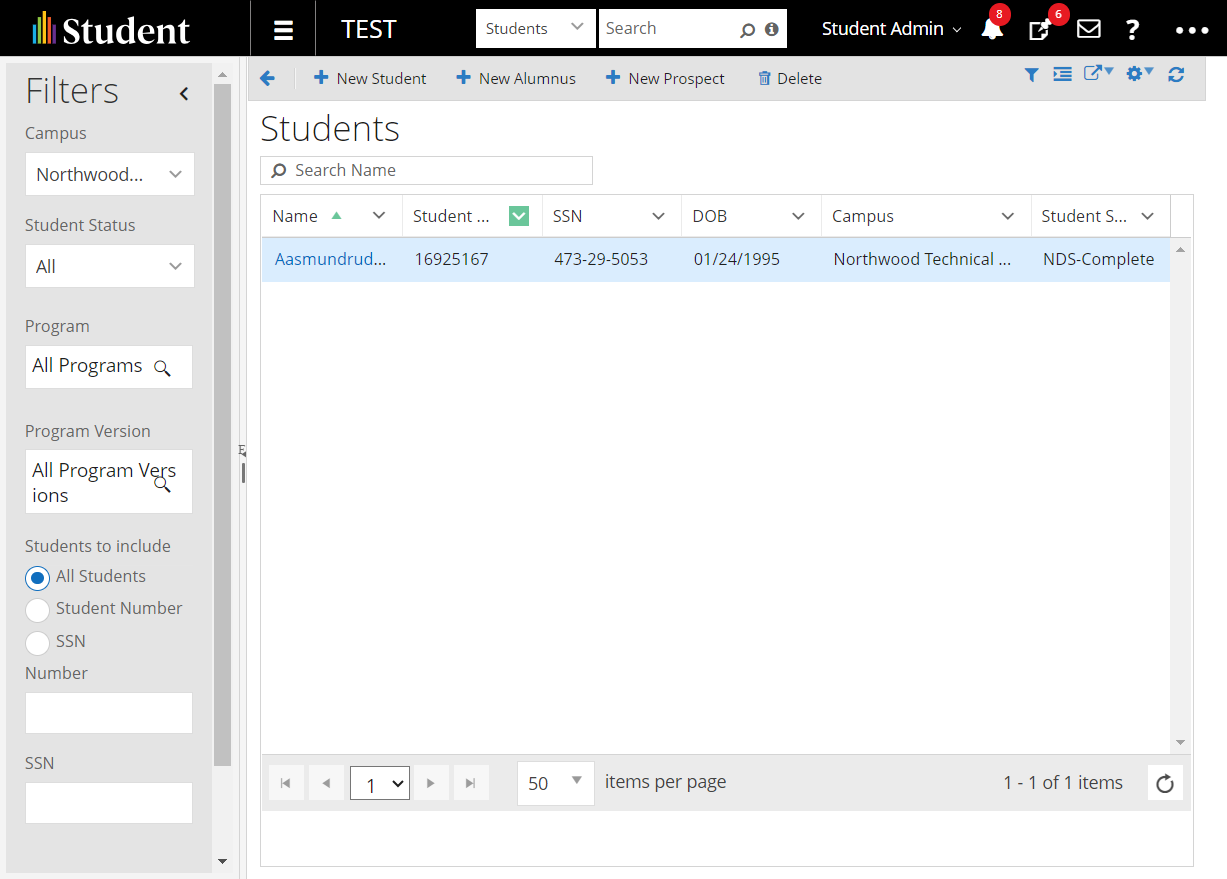 Student
TEST
Students
Search
Student Admin
8
6
?
Filters
Campus
Northwood...
Student Status
All
Program
All Programs
Program Version
All Program Vers
ions
Students to include
All Students
Student Number
SSN
Number
SSN
E
New Student
New Alumnus
New Prospect
Delete
Students
Search Name
Name
Student ...
SSN
DOB
Campus
Student S...
Aasmundrud...
16925167
473-29-5053
01/24/1995
Northwood Technical ...
NDS-Complete
1
50
items per page
1 - 1 of 1 items